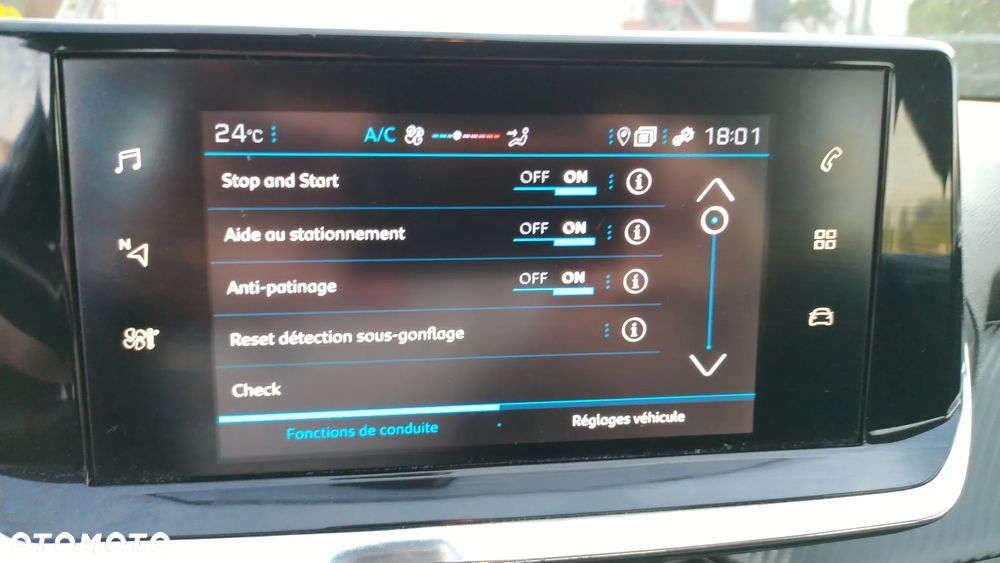 24°C A/C 18:01
Stop and Start OFF ON
Aide au stationnement OFF ON
N
Anti-patinage OFF ON
Reset détection sous-gonflage
Check
Fonctions de conduite Réglages véhicule
OTOMOTO